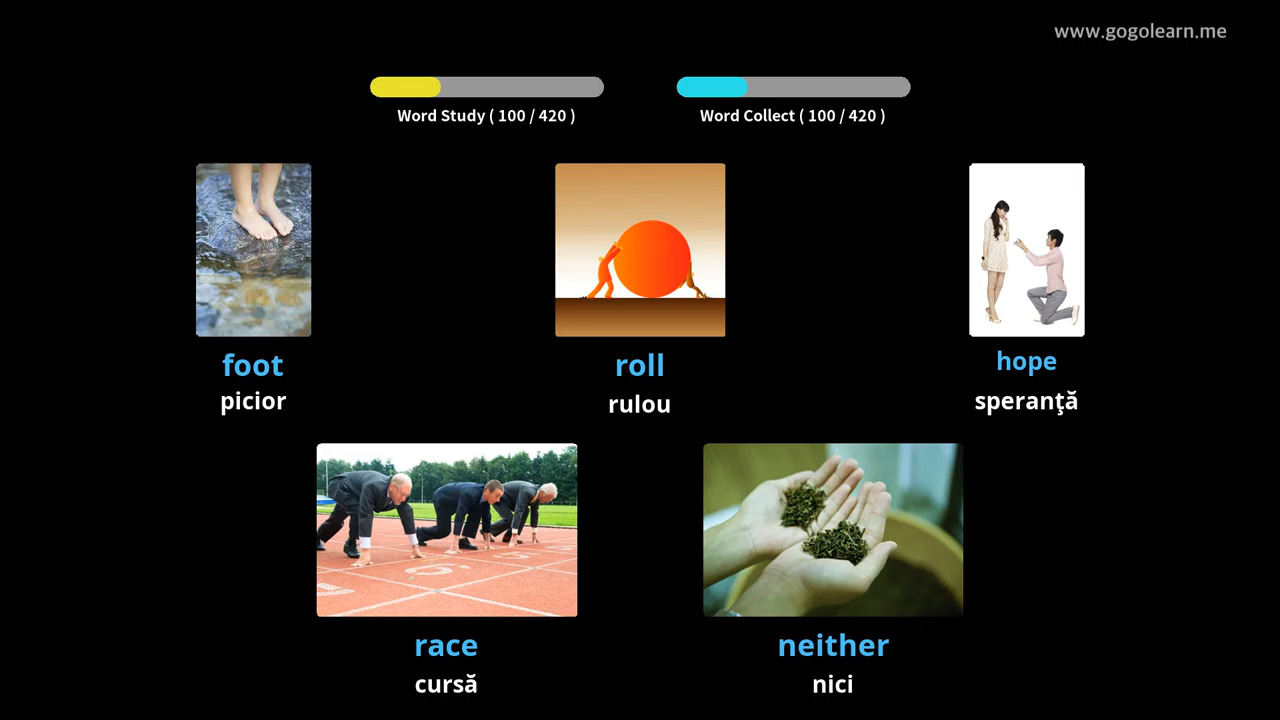 www.gogolearn.me
Word Study ( 100 / 420 )
Word Collect ( 100 / 420 )
foot
picior
roll
rulou
hope
speranţă
race
cursă
neither
nici